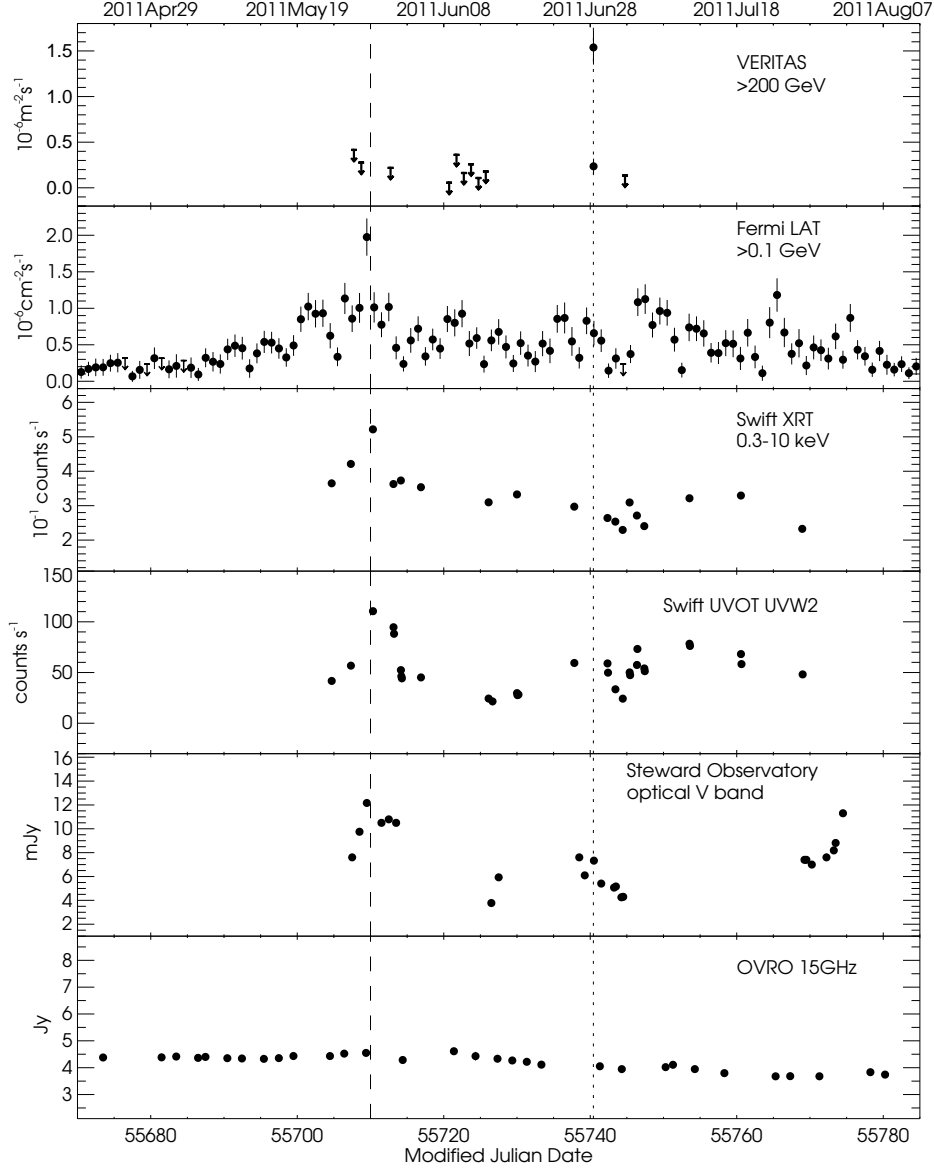 2011Apr29 2011May19 2011Jun08 2011Jun28 2011Jul18 2011Aug07
1.5
1.0
0.5
0.0
10⁻⁶m⁻²s⁻¹
VERITAS
>200 GeV
2.0
1.5
1.0
0.5
0.0
10⁻⁶cm⁻²s⁻¹
Fermi LAT
>0.1 GeV
6
5
4
3
2
10⁻¹ counts s⁻¹
Swift XRT
0.3-10 keV
150
100
50
0
counts s⁻¹
Swift UVOT UVW2
16
14
12
10
8
6
4
2
mJy
Steward Observatory
optical V band
8
7
6
5
4
3
Jy
OVRO 15GHz
55680 55700 55720 55740 55760 55780
Modified Julian Date